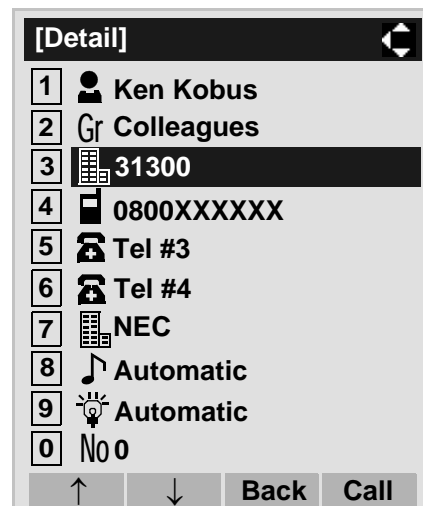 [Detail]
1 Ken Kobus
2 Gr Colleagues
3 31300
4 0800XXXXXX
5 Tel #3
6 Tel #4
7 NEC
8 Automatic
9 Automatic
0 No 0
↑ ↓ Back Call